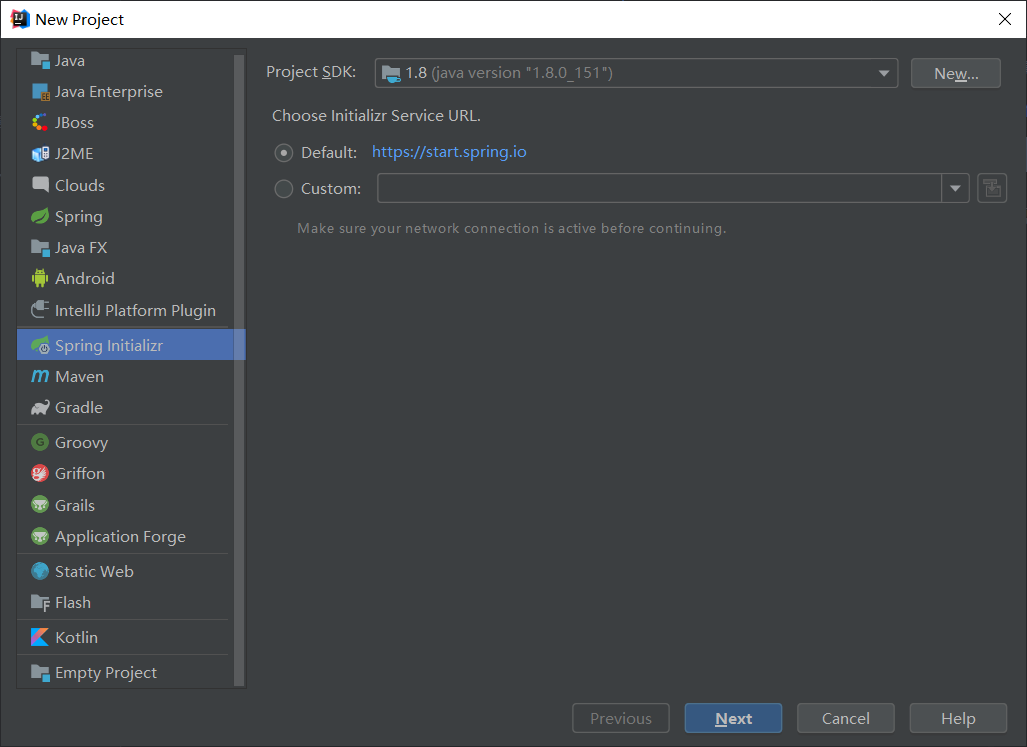 New Project
Java
Java Enterprise
JBoss
J2ME
Clouds
Spring
Java FX
Android
IntelliJ Platform Plugin
Spring Initializr
Maven
Gradle
Groovy
Griffon
Grails
Application Forge
Static Web
Flash
Kotlin
Empty Project
Project SDK: 1.8 (java version "1.8.0_151") New...
Choose Initializr Service URL.
Default: https://start.spring.io
Custom:
Make sure your network connection is active before continuing.
Previous Next Cancel Help